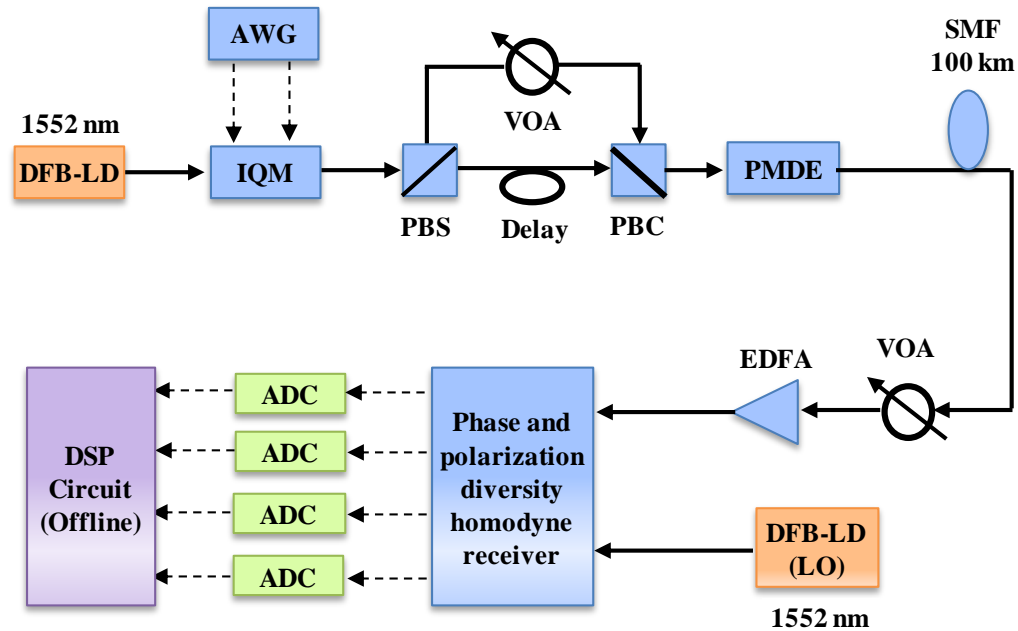 AWG
1552 nm
DFB-LD
IQM
VOA
PBS
Delay
PBC
PMDE
SMF
100 km
DSP
Circuit
(Offline)
ADC
ADC
ADC
ADC
Phase and
polarization
diversity
homodyne
receiver
EDFA
VOA
DFB-LD
(LO)
1552 nm